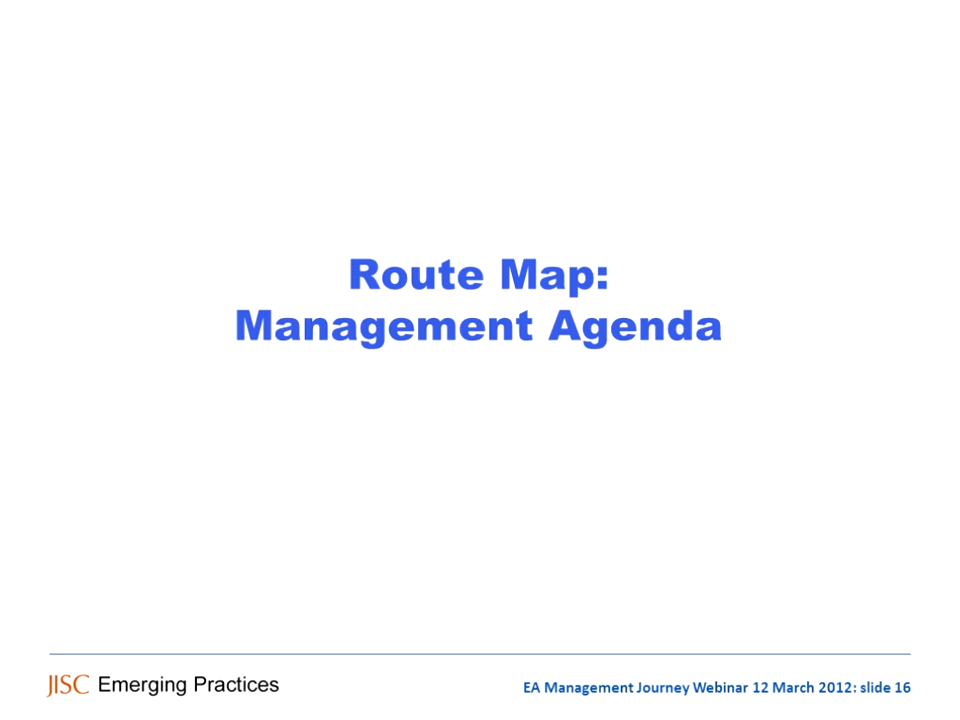 Route Map:
Management Agenda
JISC Emerging Practices
EA Management Journey Webinar 12 March 2012: slide 16